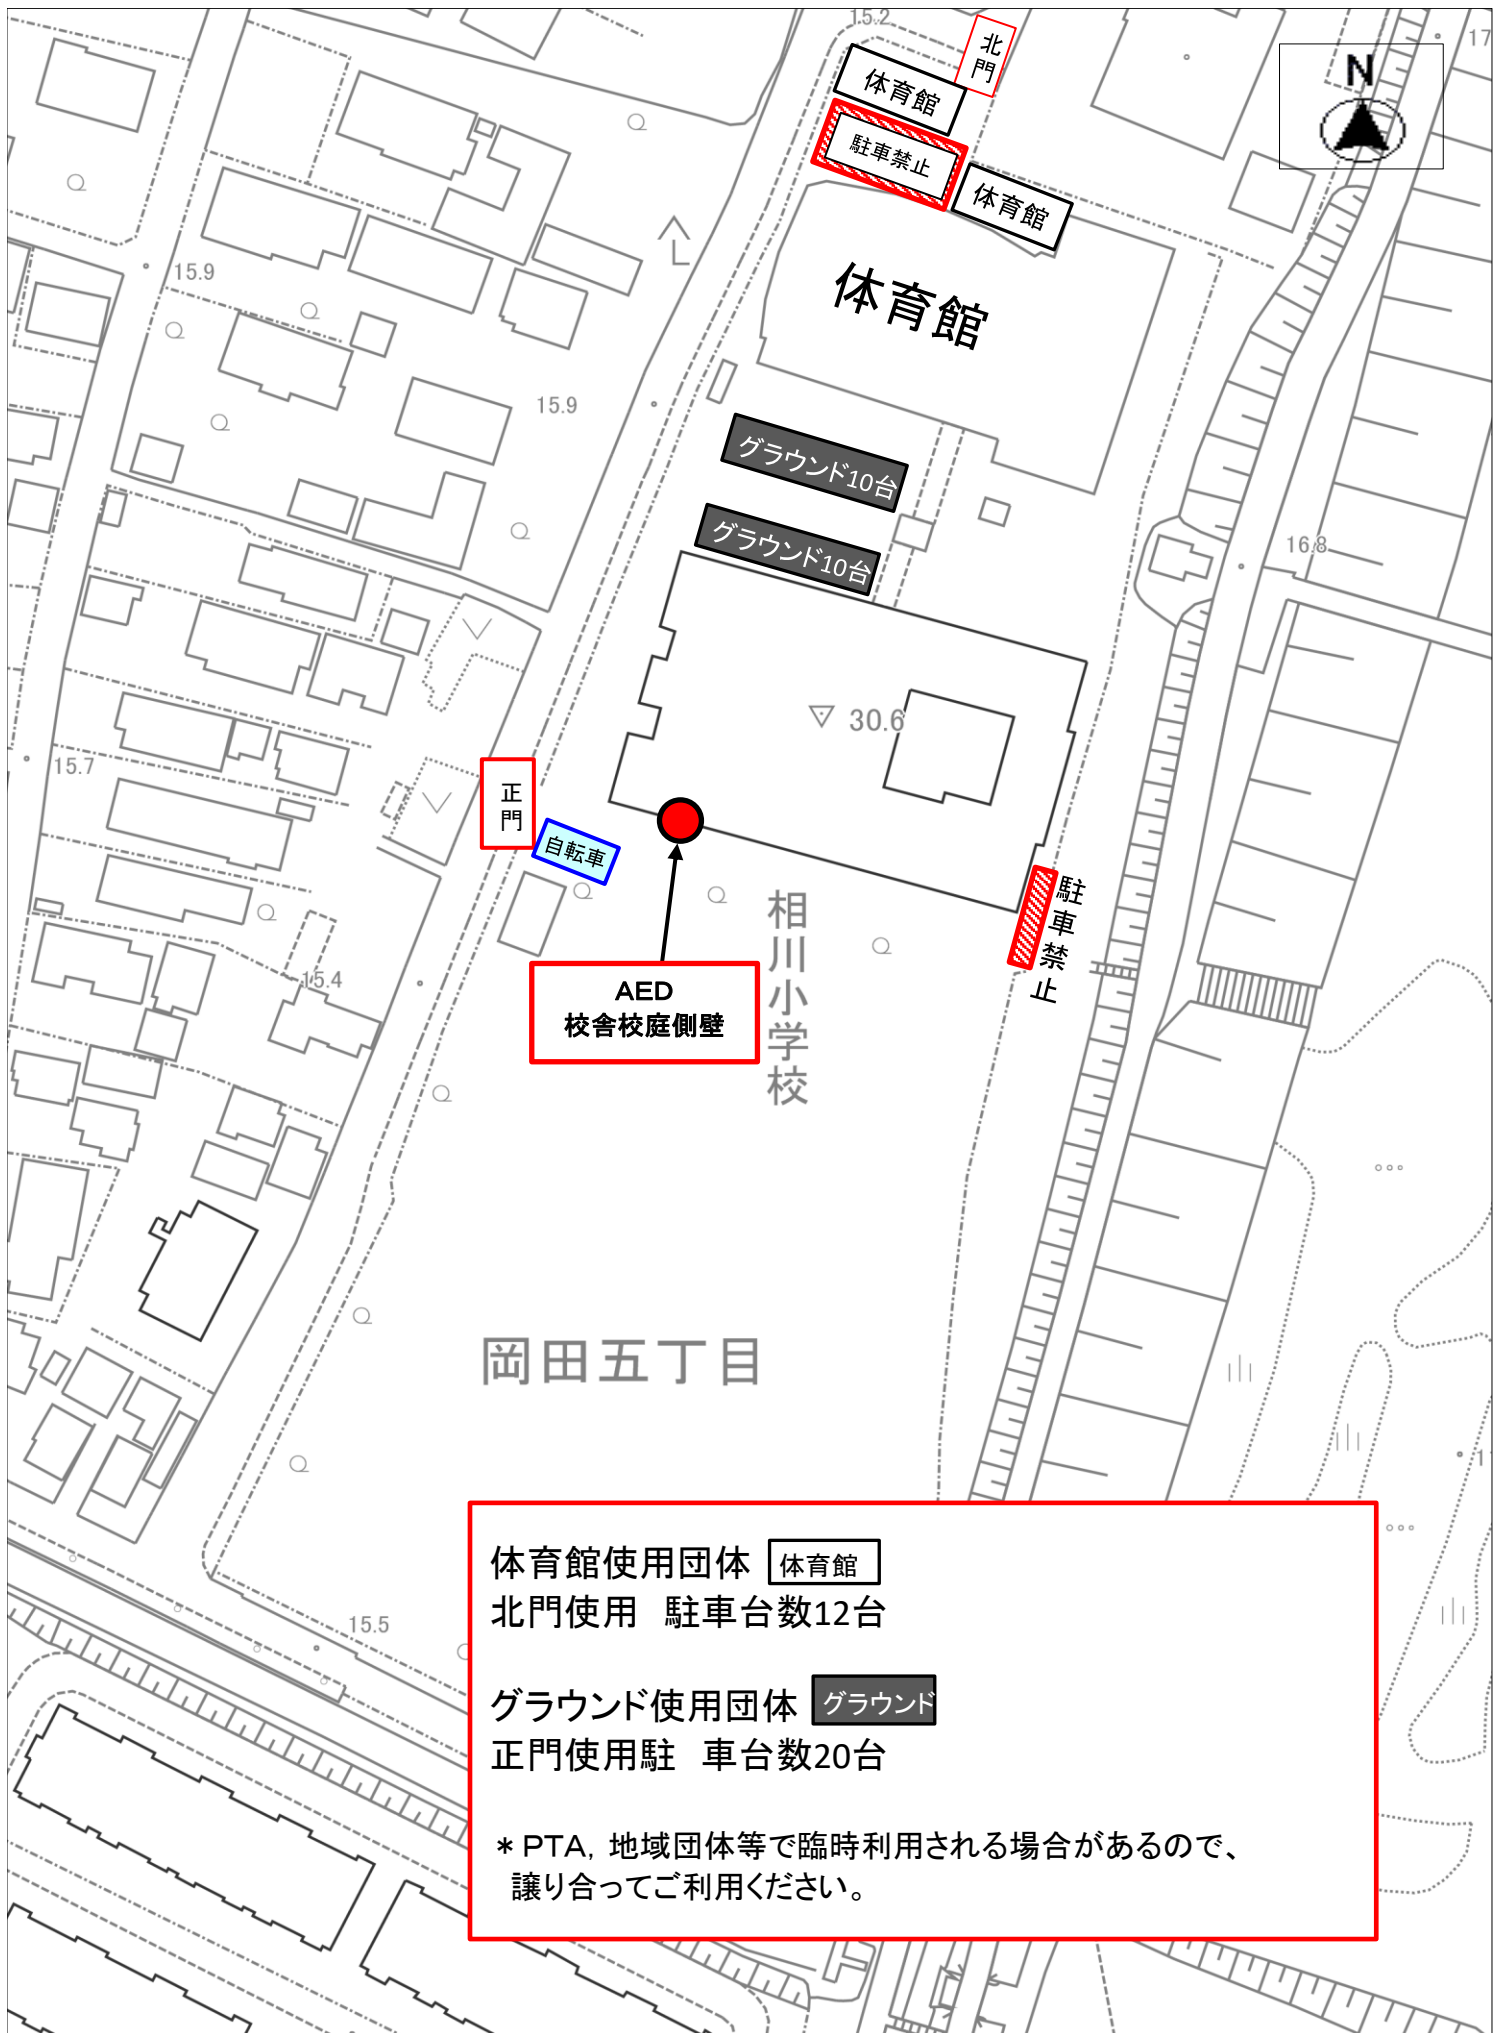 15.2
北門
17
N
体育館
駐車禁止
体育館
体育館
15.9
15.9
グラウンド10台
グラウンド10台
16.8
30.6
15.7
正門
自転車
駐車禁止
相川小学校
15.4
AED
校舎校庭側壁
岡田五丁目
15.5
体育館使用団体 体育館
北門使用 駐車台数12台
グラウンド使用団体 グラウンド
正門使用駐 車台数20台
＊PTA, 地域団体等で臨時利用される場合があるので、
譲り合ってご利用ください。